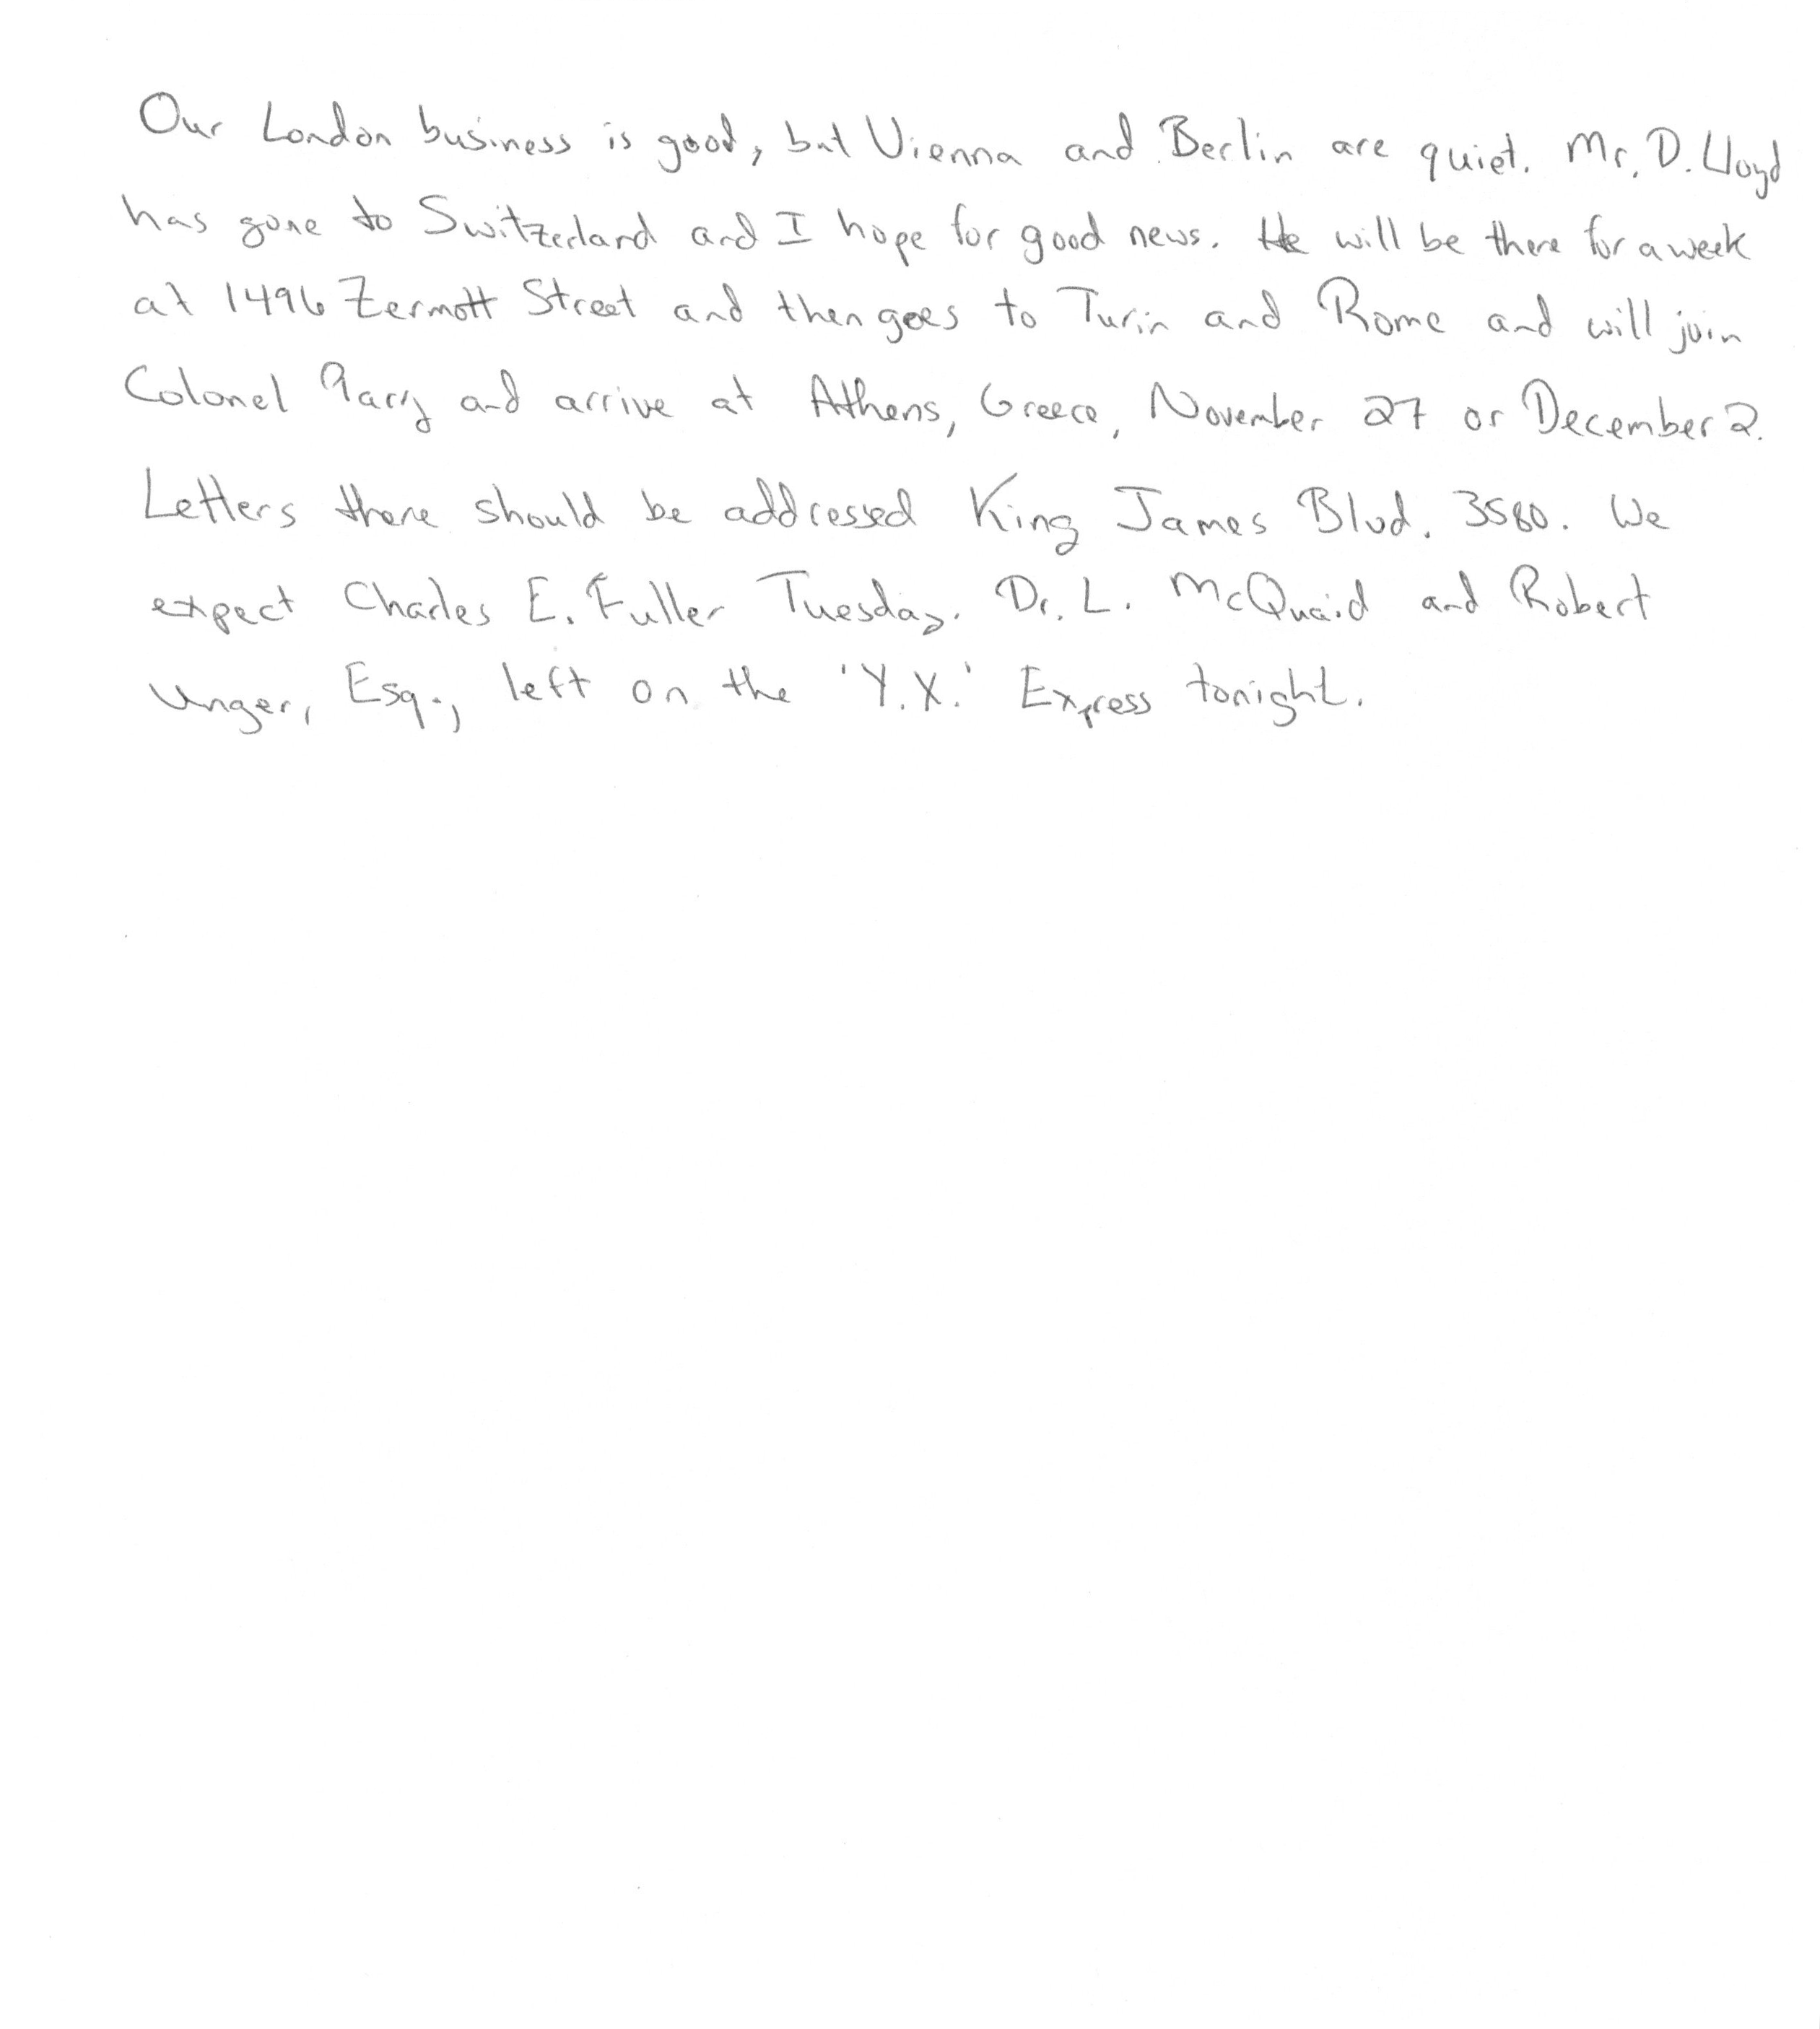 Our London business is good, but Vienna and Berlin are quiet. Mr. D. Lloyd
has gone to Switzerland and I hope for good news. He will be there for a week
at 1496 Zermott Street and then goes to Turin and Rome and will join
Colonel Parry and arrive at Athens, Greece, November 27 or December 2.
Letters there should be addressed King James Blvd. 3580. We
expect Charles E. Fuller Tuesday. Dr. L. McQuaid and Robert
Unger, Esq., left on the 'Y.X.' Express tonight.